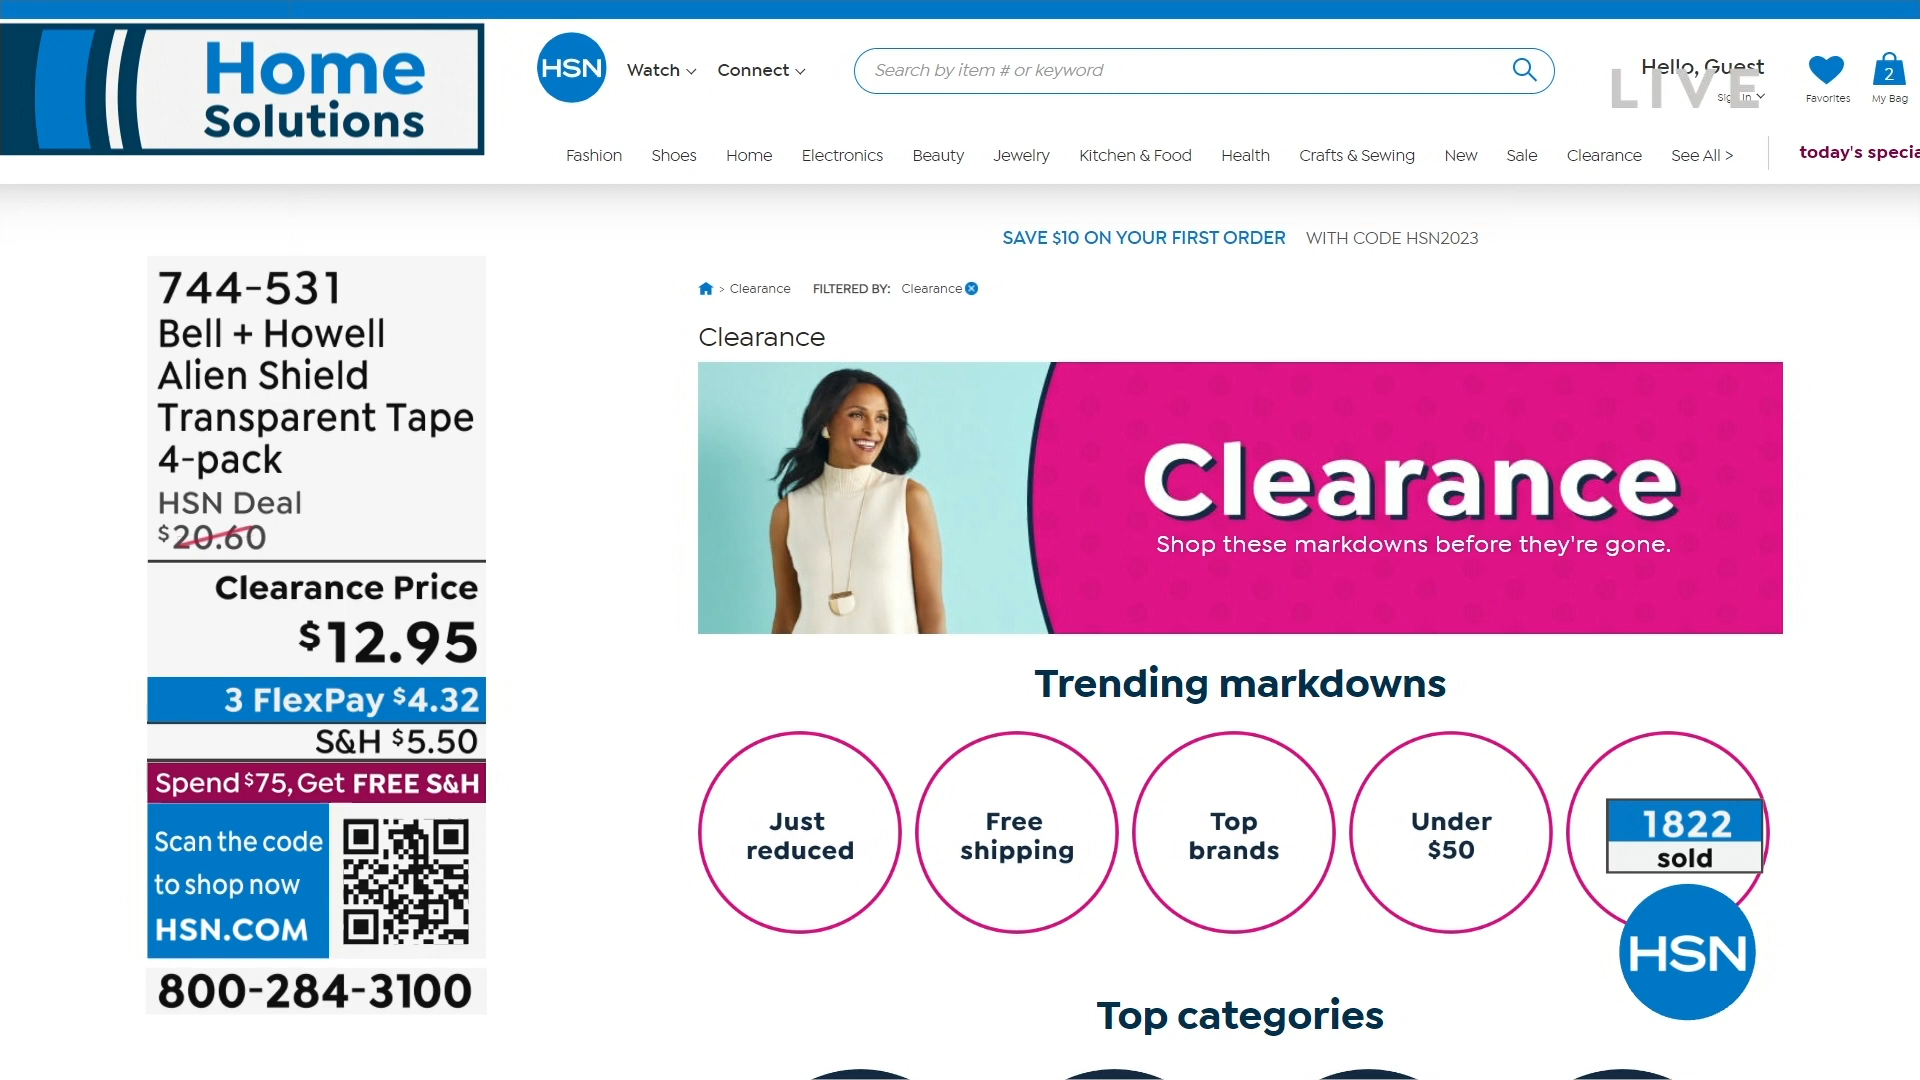 Home
Solutions
HSN
Watch
Connect
Search by item # or keyword
Hello, Guest
Sign In
LIVE
Favorites
2
My Bag
Fashion
Shoes
Home
Electronics
Beauty
Jewelry
Kitchen & Food
Health
Crafts & Sewing
New
Sale
Clearance
See All >
today's specia
SAVE $10 ON YOUR FIRST ORDER WITH CODE HSN2023
> Clearance FILTERED BY: Clearance
Clearance
Clearance
Shop these markdowns before they're gone.
744-531
Bell + Howell
Alien Shield
Transparent Tape
4-pack
HSN Deal
$20.60
Clearance Price
$12.95
3 FlexPay $4.32
S&H $5.50
Spend $75, Get FREE S&H
Scan the code
to shop now
HSN.COM
800-284-3100
Trending markdowns
Just
reduced
Free
shipping
Top
brands
Under
$50
1822
sold
HSN
Top categories